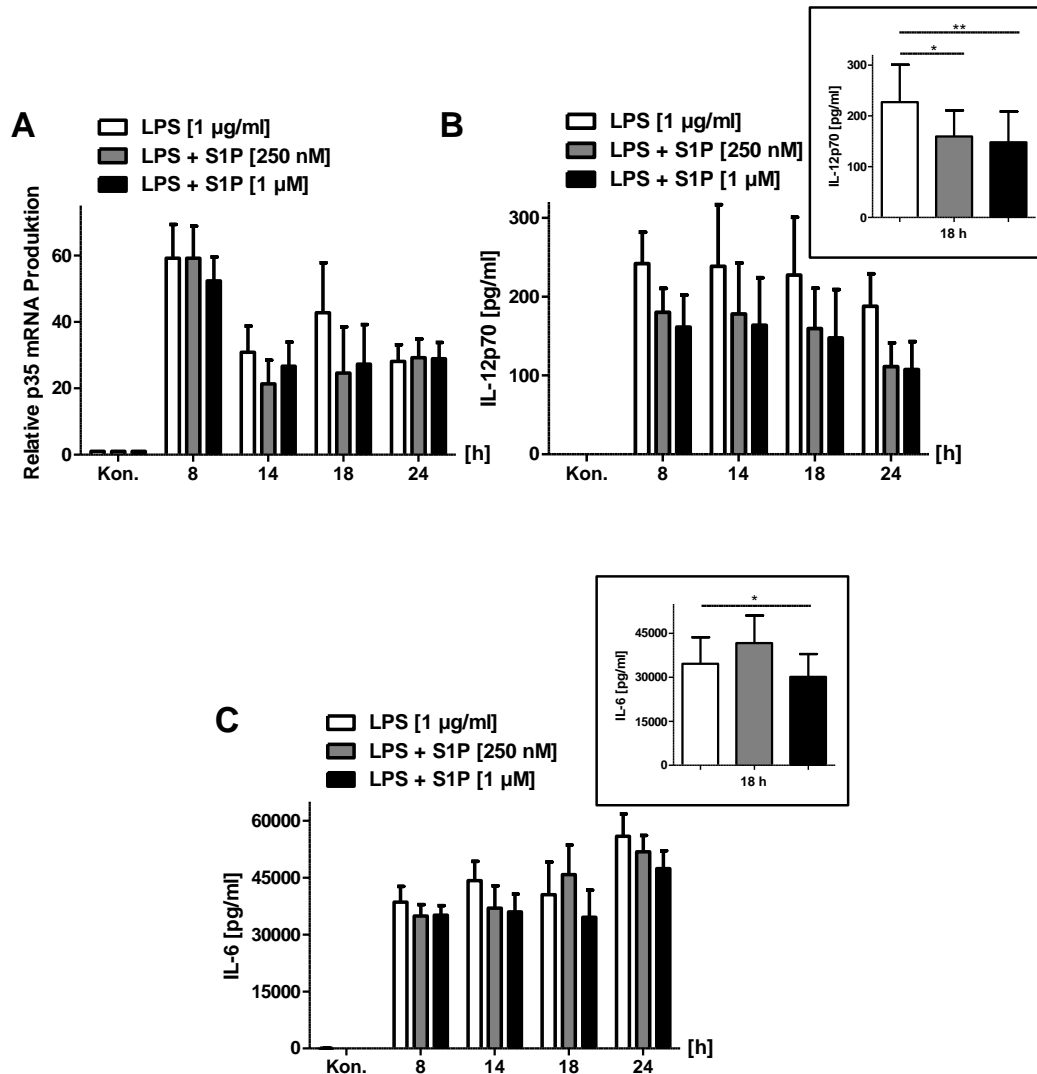 A
LPS [1 µg/ml]
LPS + S1P [250 nM]
LPS + S1P [1 µM]
Relative p35 mRNA Produktion
60
40
20
0
Kon. 8 14 18 24 [h]
B
LPS [1 µg/ml]
LPS + S1P [250 nM]
LPS + S1P [1 µM]
IL-12p70 [pg/ml]
300
200
100
0
Kon. 8 14 18 24 [h]
**
*
IL-12p70 [pg/ml]
300
200
100
0
18 h
C
LPS [1 µg/ml]
LPS + S1P [250 nM]
LPS + S1P [1 µM]
IL-6 [pg/ml]
60000
45000
30000
15000
0
Kon. 8 14 18 24 [h]
*
IL-6 [pg/ml]
45000
30000
15000
0
18 h